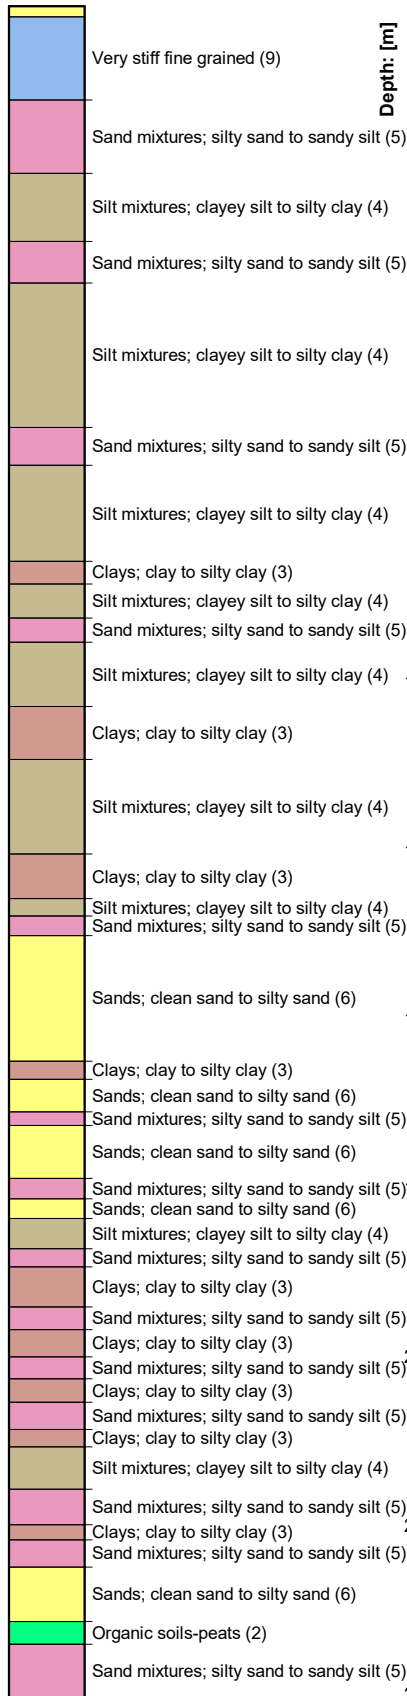 Depth: [m]
Very stiff fine grained (9)
Sand mixtures; silty sand to sandy silt (5)
Silt mixtures; clayey silt to silty clay (4)
Sand mixtures; silty sand to sandy silt (5)
Silt mixtures; clayey silt to silty clay (4)
Sand mixtures; silty sand to sandy silt (5)
Silt mixtures; clayey silt to silty clay (4)
Clays; clay to silty clay (3)
Silt mixtures; clayey silt to silty clay (4)
Sand mixtures; silty sand to sandy silt (5)
Silt mixtures; clayey silt to silty clay (4)
Clays; clay to silty clay (3)
Silt mixtures; clayey silt to silty clay (4)
Clays; clay to silty clay (3)
Silt mixtures; clayey silt to silty clay (4)
Sand mixtures; silty sand to sandy silt (5)
Sands; clean sand to silty sand (6)
Clays; clay to silty clay (3)
Sands; clean sand to silty sand (6)
Sand mixtures; silty sand to sandy silt (5)
Sands; clean sand to silty sand (6)
Sand mixtures; silty sand to sandy silt (5)
Sands; clean sand to silty sand (6)
Silt mixtures; clayey silt to silty clay (4)
Sand mixtures; silty sand to sandy silt (5)
Clays; clay to silty clay (3)
Sand mixtures; silty sand to sandy silt (5)
Clays; clay to silty clay (3)
Sand mixtures; silty sand to sandy silt (5)
Clays; clay to silty clay (3)
Sand mixtures; silty sand to sandy silt (5)
Clays; clay to silty clay (3)
Silt mixtures; clayey silt to silty clay (4)
Sand mixtures; silty sand to sandy silt (5)
Clays; clay to silty clay (3)
Sand mixtures; silty sand to sandy silt (5)
Sands; clean sand to silty sand (6)
Organic soils-peats (2)
Sand mixtures; silty sand to sandy silt (5)